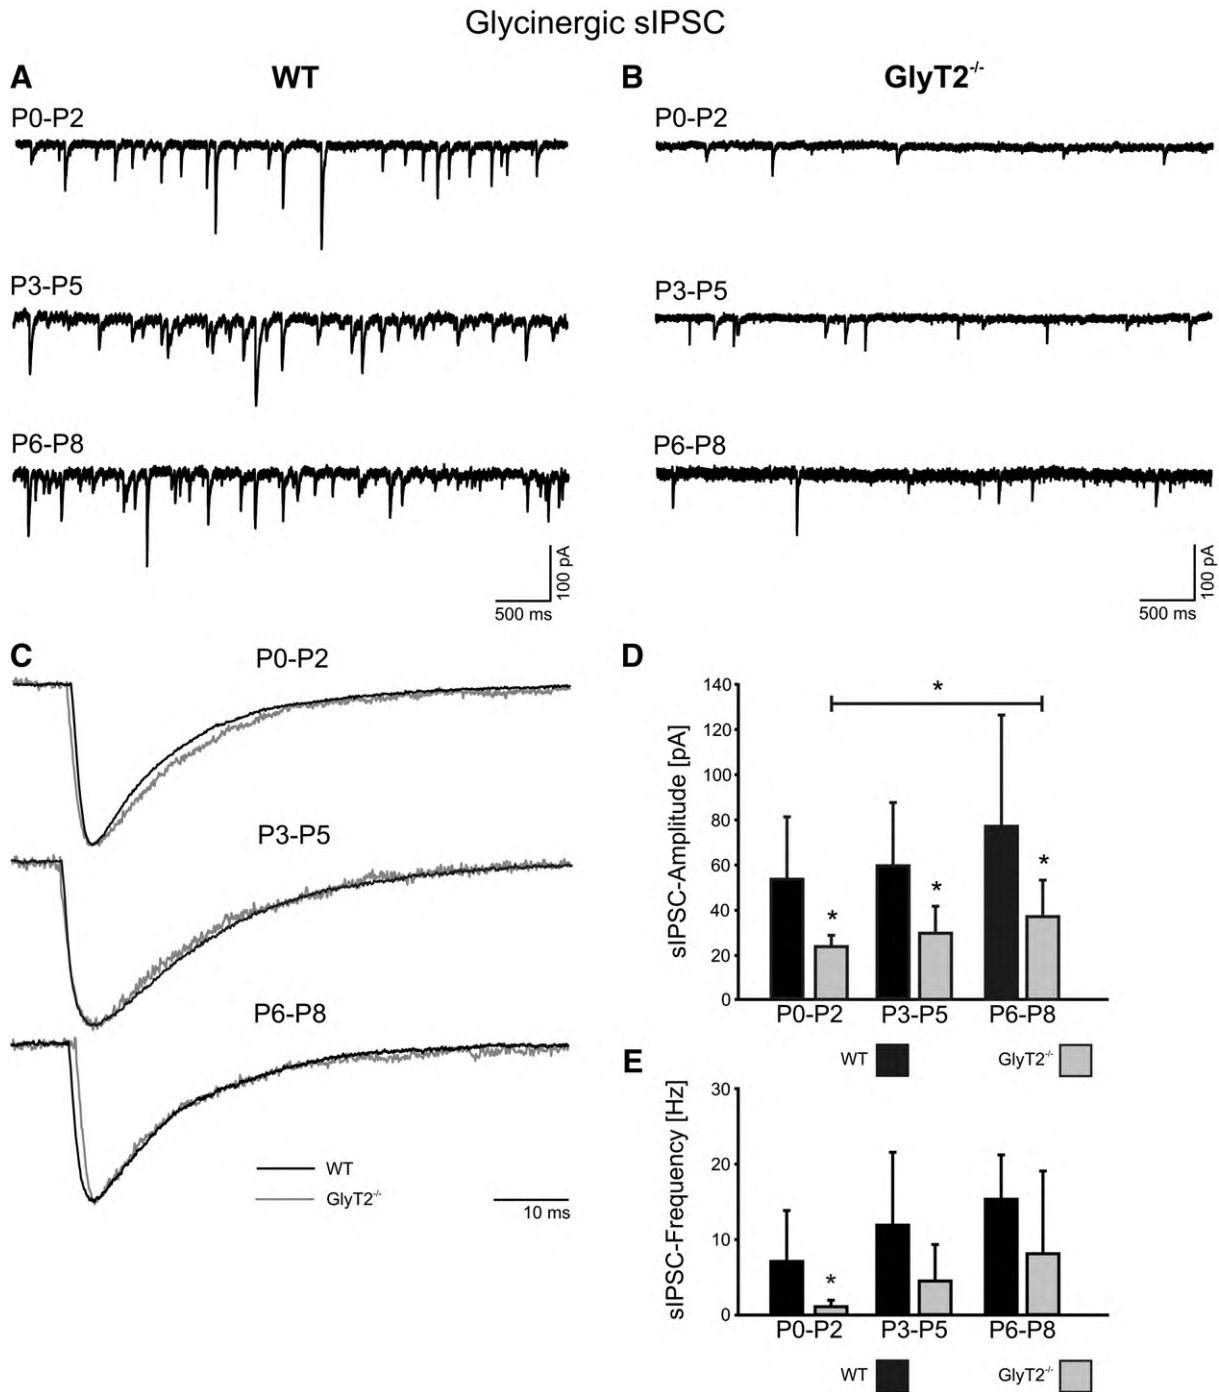 Glycinergic sIPSC
A WT
P0-P2
P3-P5
P6-P8
100 pA
500 ms
B GlyT2-/-
P0-P2
P3-P5
P6-P8
100 pA
500 ms
C
P0-P2
P3-P5
P6-P8
WT
GlyT2-/-
10 ms
D
*
sIPSC-Amplitude [pA]
140
120
100
80
60
40
20
0
* * *
P0-P2 P3-P5 P6-P8
WT GlyT2-/-
E
sIPSC-Frequency [Hz]
30
20
10
0
*
P0-P2 P3-P5 P6-P8
WT GlyT2-/-